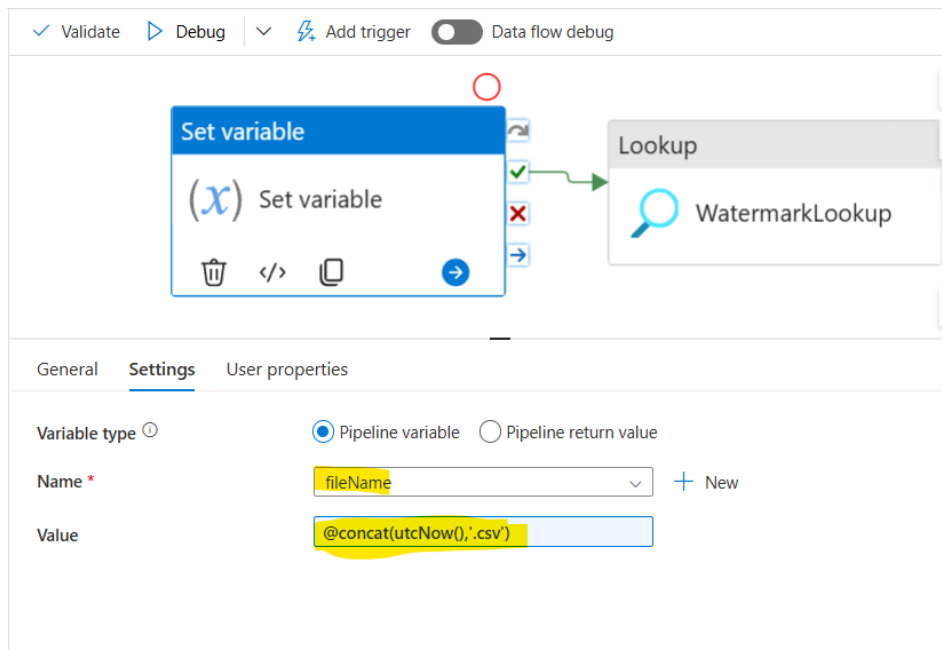 Validate Debug Add trigger Data flow debug
Set variable
Lookup
(x) Set variable
WatermarkLookup
</>
General Settings User properties
Variable type Pipeline variable Pipeline return value
Name * fileName New
Value @concat(utcNow(),'.csv')